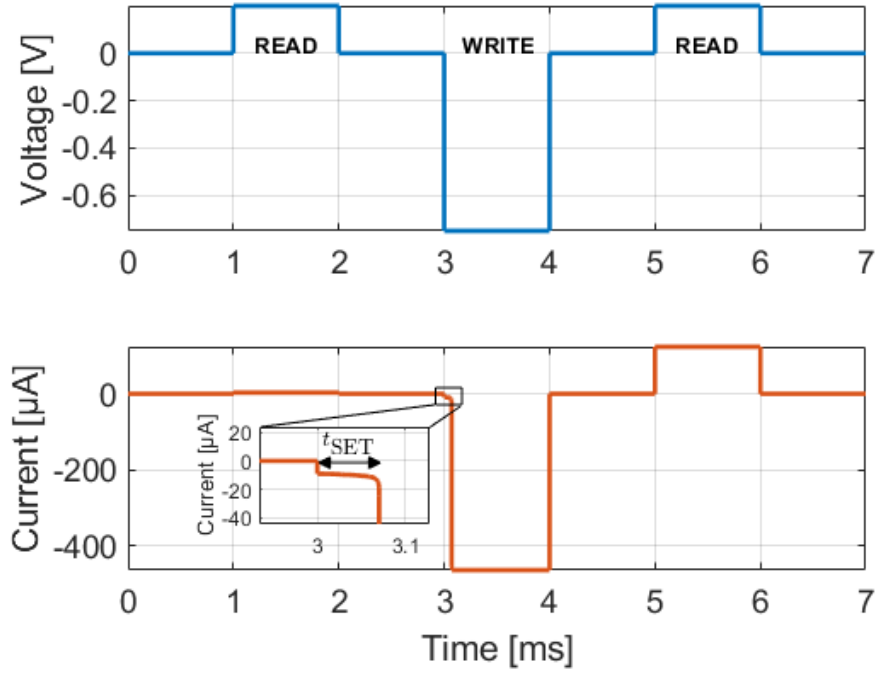 Voltage [V]
0
-0.2
-0.4
-0.6
READ WRITE READ
0 1 2 3 4 5 6 7
Current [µA]
0
-200
-400
Current [µA]
20
0
-20
-40
tSET
3 3.1
0 1 2 3 4 5 6 7
Time [ms]